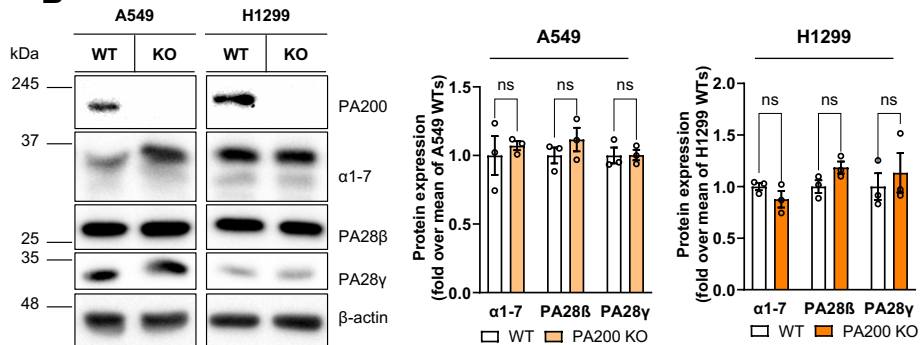 A549 H1299
kDa WT KO WT KO
245
PA200
37
α1-7
PA28β
25
35
PA28γ
48
β-actin
A549
Protein expression
(fold over mean of A549 WTs)
1.5
1.0
0.5
0.0
ns ns ns
α1-7 PA28ß PA28γ
WT PA200 KO
H1299
Protein expression
(fold over mean of H1299 WTs)
2.0
1.5
1.0
0.5
0.0
ns ns ns
α1-7 PA28ß PA28γ
WT PA200 KO